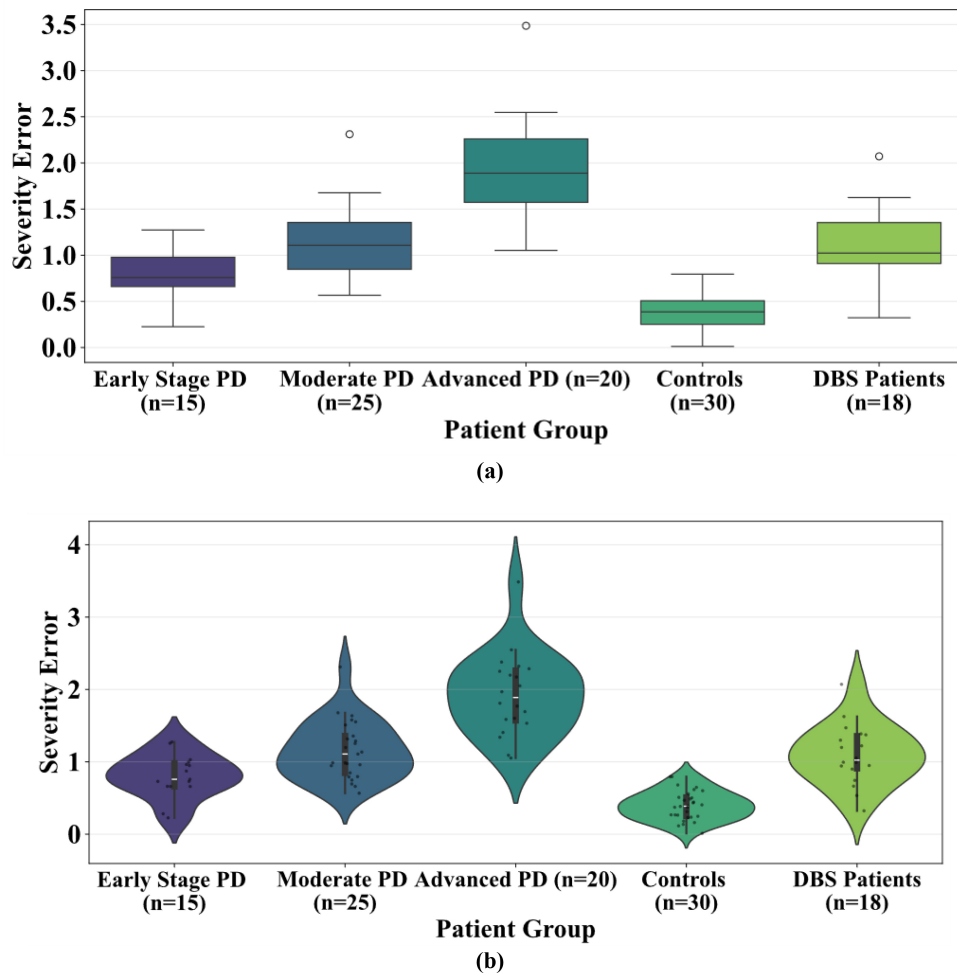 3.5
3.0
2.5
2.0
1.5
1.0
0.5
0.0
Severity Error
Early Stage PD Moderate PD Advanced PD (n=20) Controls DBS Patients
(n=15) (n=25) (n=30) (n=18)
Patient Group
(a)
4
3
2
1
0
Severity Error
Early Stage PD Moderate PD Advanced PD (n=20) Controls DBS Patients
(n=15) (n=25) (n=30) (n=18)
Patient Group
(b)